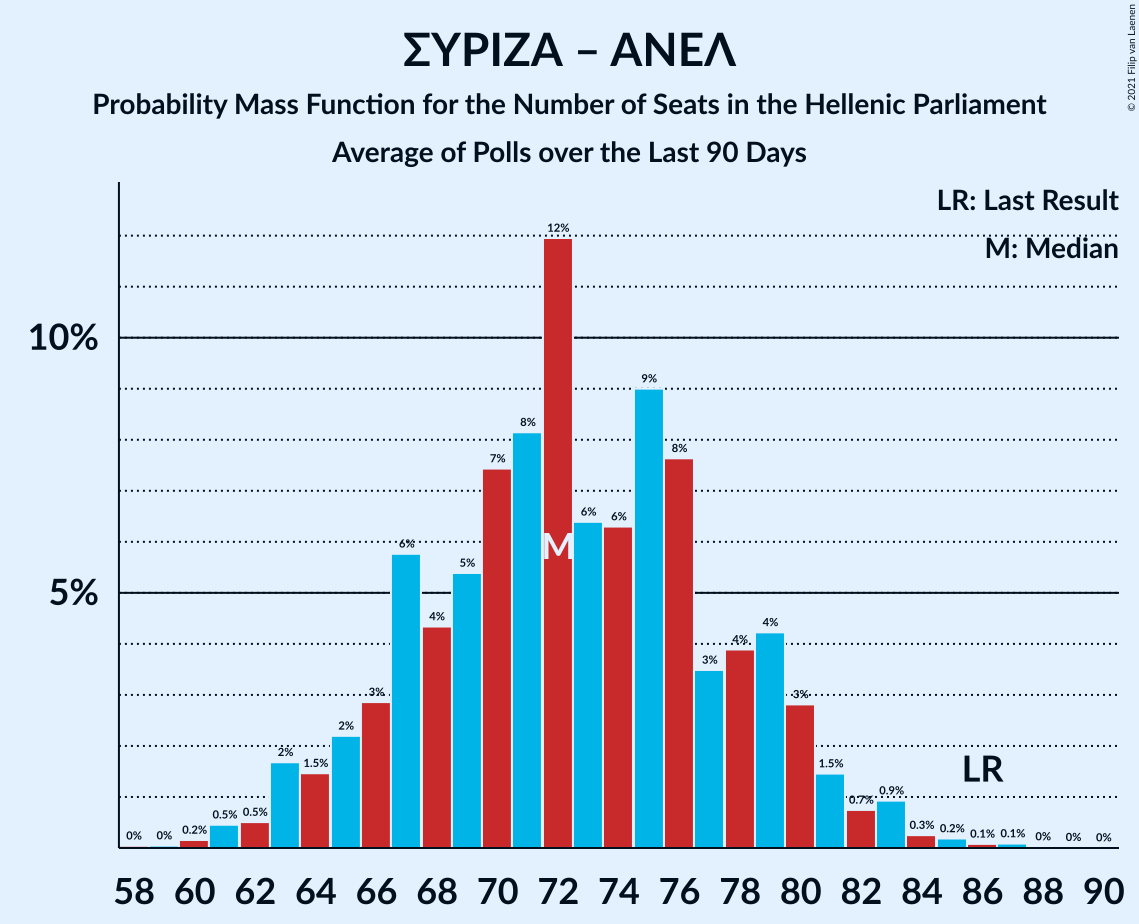 ΣΥΡΙΖΑ – ΑΝΕΛ
Probability Mass Function for the Number of Seats in the Hellenic Parliament
Average of Polls over the Last 90 Days
© 2021 Filip van Laenen
LR: Last Result
M: Median
10%
5%
0% 0% 0.2% 0.5% 0.5% 2% 1.5% 2% 3% 6% 4% 5% 7% 8% 12% 6% 6% 9% 8% 3% 4% 4% 3% 1.5% 0.7% 0.9% 0.3% 0.2% 0.1% 0.1% 0% 0% 0%
M
LR
58 60 62 64 66 68 70 72 74 76 78 80 82 84 86 88 90